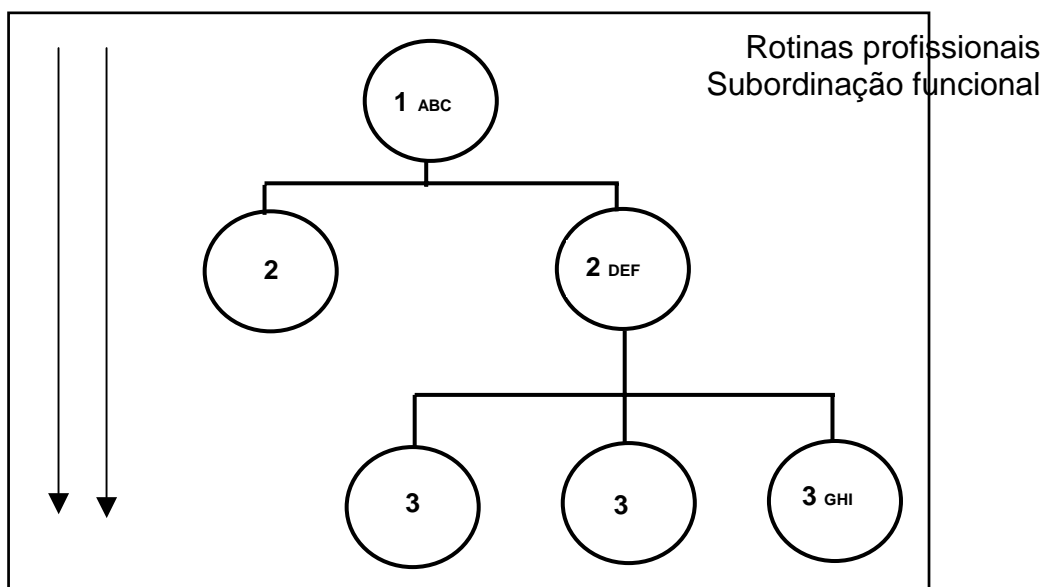 Rotinas profissionais
Subordinação funcional
1 ABC
2
2 DEF
3
3
3 GHI